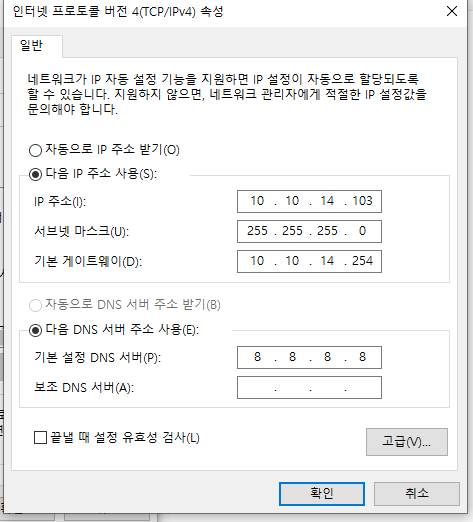 인터넷 프로토콜 버전 4(TCP/IPv4) 속성
일반
네트워크가 IP 자동 설정 기능을 지원하면 IP 설정이 자동으로 할당되도록
할 수 있습니다. 지원하지 않으면, 네트워크 관리자에게 적절한 IP 설정값을
문의해야 합니다.
자동으로 IP 주소 받기(O)
다음 IP 주소 사용(S):
IP 주소(I): 10 . 10 . 14 . 103
서브넷 마스크(U): 255 . 255 . 255 . 0
기본 게이트웨이(D): 10 . 10 . 14 . 254
자동으로 DNS 서버 주소 받기(B)
다음 DNS 서버 주소 사용(E):
기본 설정 DNS 서버(P): 8 . 8 . 8 . 8
보조 DNS 서버(A): . . .
끝낼 때 설정 유효성 검사(L)
고급(V)...
확인 취소